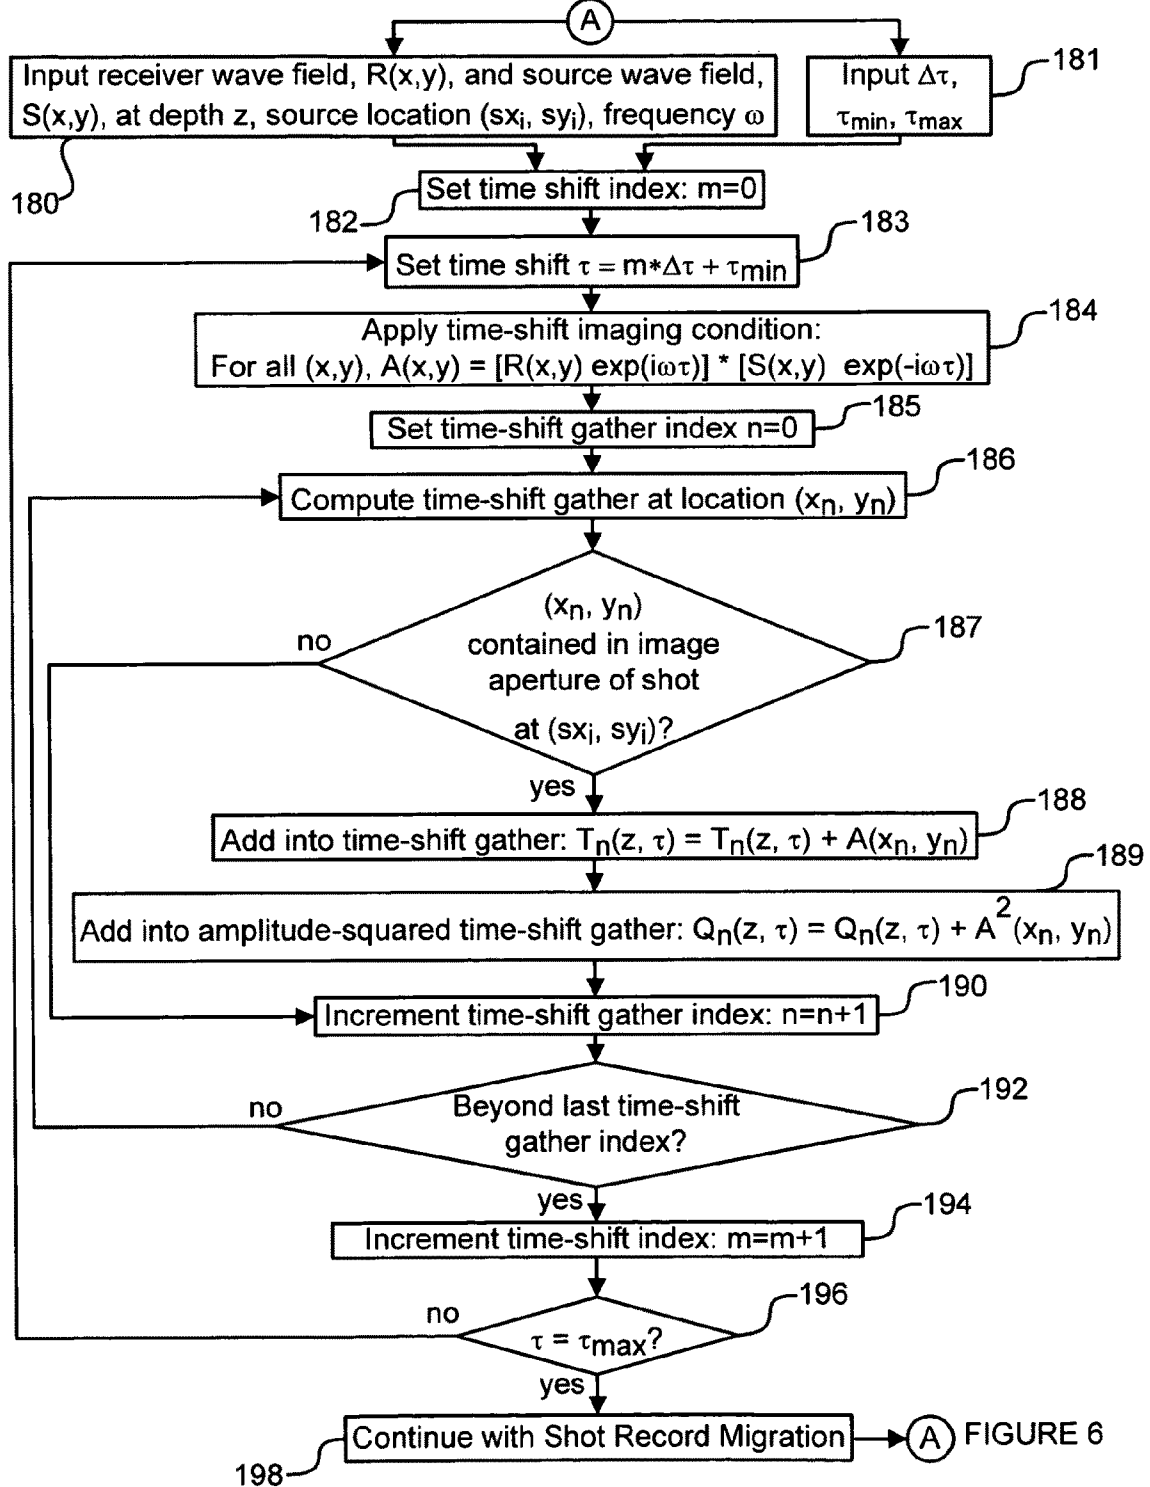 A
Input receiver wave field, R(x,y), and source wave field,
S(x,y), at depth z, source location (sxi, syi), frequency ω
Input Δτ,
τmin, τmax
181
180
Set time shift index: m=0
182
183
Set time shift τ = m*Δτ + τmin
184
Apply time-shift imaging condition:
For all (x,y), A(x,y) = [R(x,y) exp(iωτ)] * [S(x,y) exp(-iωτ)]
185
Set time-shift gather index n=0
186
Compute time-shift gather at location (xn, yn)
(xn, yn)
contained in image
aperture of shot
at (sxi, syi)?
187
no
yes
188
Add into time-shift gather: Tn(z, τ) = Tn(z, τ) + A(xn, yn)
189
Add into amplitude-squared time-shift gather: Qn(z, τ) = Qn(z, τ) + A²(xn, yn)
190
Increment time-shift gather index: n=n+1
192
no
Beyond last time-shift
gather index?
yes
194
Increment time-shift index: m=m+1
196
no
τ = τmax?
yes
Continue with Shot Record Migration
A
FIGURE 6
198